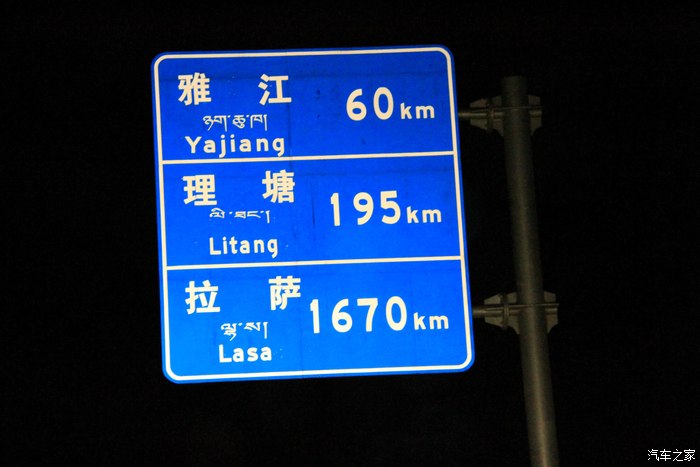 雅江 60km
ཉག་ཆུ་ཁ།
Yajiang
理塘 195km
ལི་ཐང་།
Litang
拉萨 1670km
ལྷ་ས།
Lasa
汽车之家